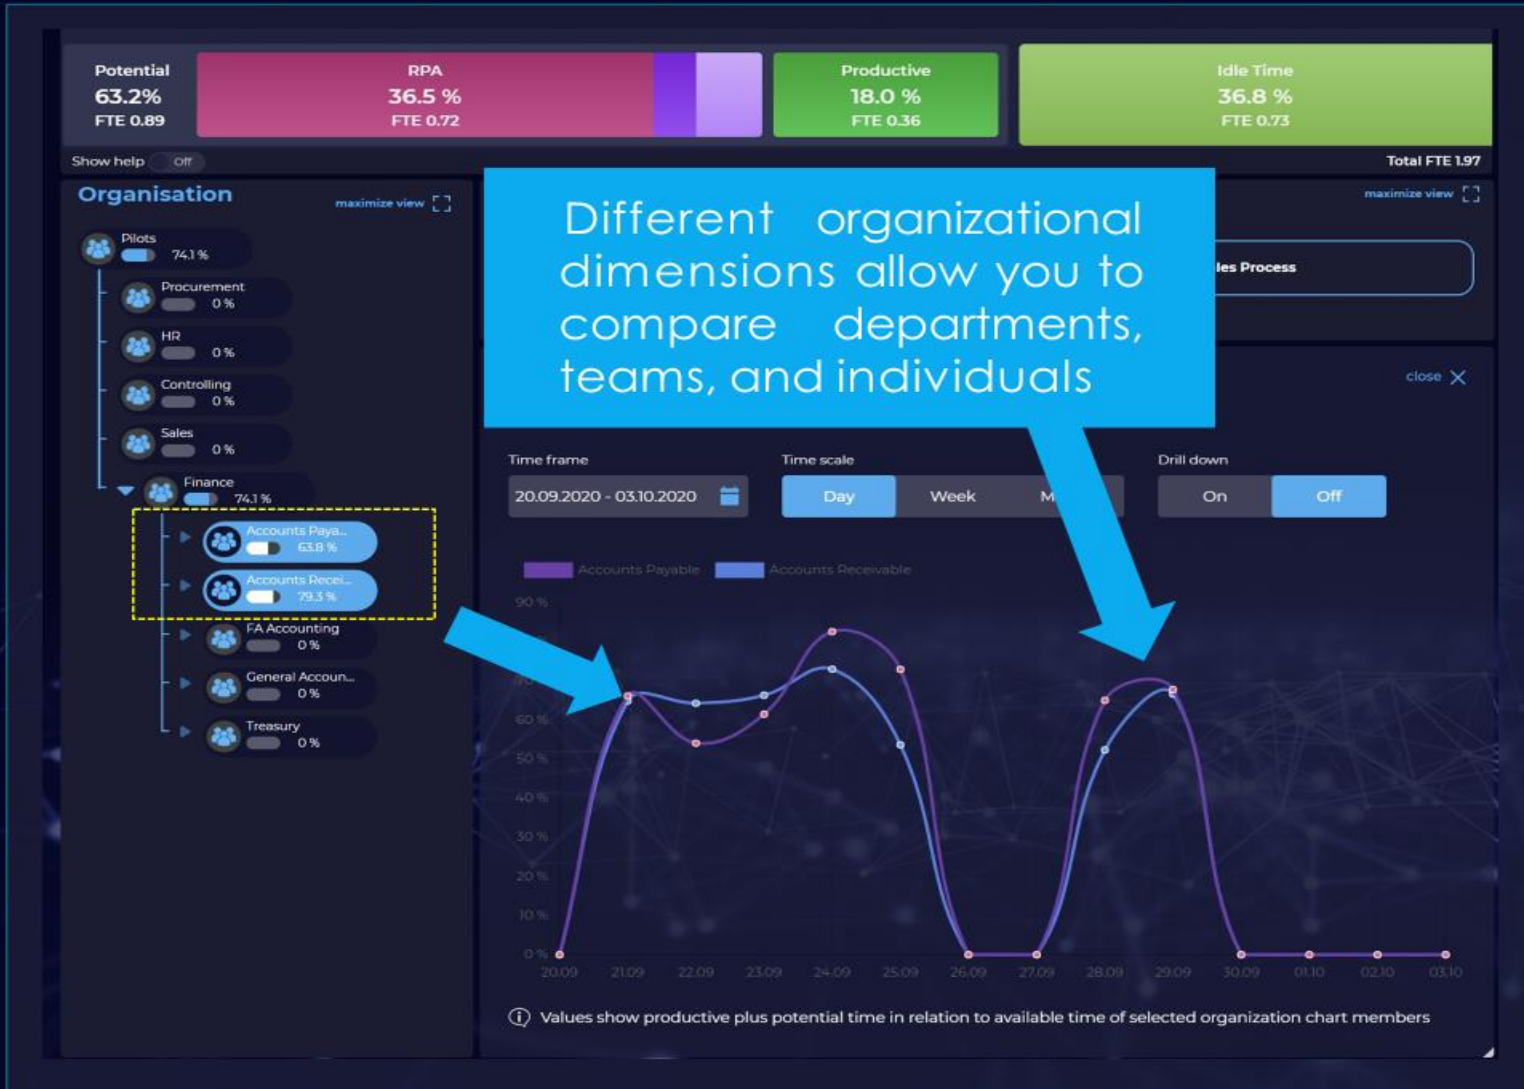 Potential
63.2%
FTE 0.89
RPA
36.5 %
FTE 0.72
Productive
18.0 %
FTE 0.36
Idle Time
36.8 %
FTE 0.73
Show help Off
Total FTE 1.97
Organisation
maximize view
maximize view
Pilots
74.1 %
Procurement
0 %
HR
0 %
Controlling
0 %
Sales
0 %
Finance
74.1 %
Accounts Paya...
63.8 %
Accounts Recei...
79.3 %
FA Accounting
0 %
General Accoun...
0 %
Treasury
0 %
Different organizational
dimensions allow you to
compare departments,
teams, and individuals
Process
close
Time frame
20.09.2020 - 03.10.2020
Time scale
Day Week
Drill down
On Off
Accounts Payable Accounts Receivable
90 %
60 %
50 %
40 %
30 %
20 %
10 %
0 %
20.09 21.09 22.09 23.09 24.09 25.09 26.09 27.09 28.09 29.09 30.09 01.10 02.10 03.10
Values show productive plus potential time in relation to available time of selected organization chart members